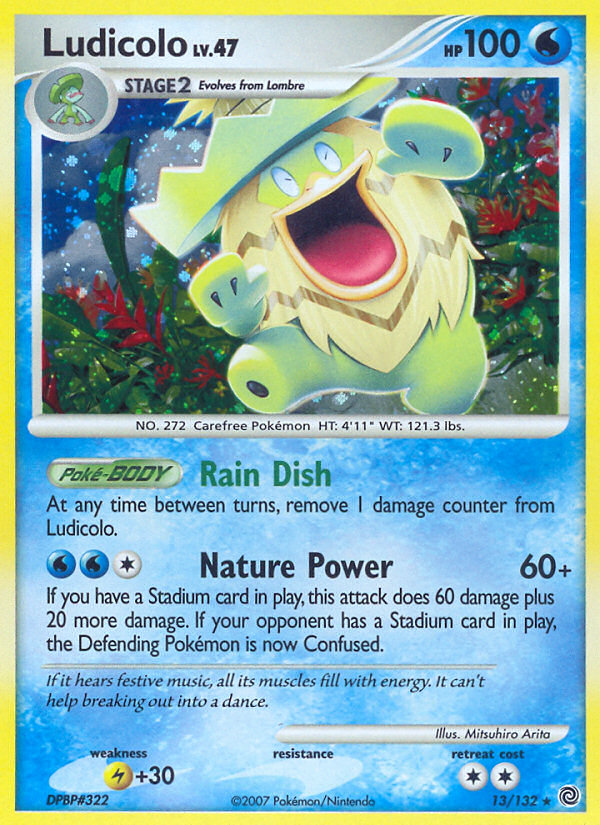 Ludicolo LV.47
HP 100
STAGE2 Evolves from Lombre
NO. 272 Carefree Pokémon HT: 4'11" WT: 121.3 lbs.
Poké-BODY Rain Dish
At any time between turns, remove 1 damage counter from
Ludicolo.
Nature Power 60+
If you have a Stadium card in play, this attack does 60 damage plus
20 more damage. If your opponent has a Stadium card in play,
the Defending Pokémon is now Confused.
If it hears festive music, all its muscles fill with energy. It can't
help breaking out into a dance.
Illus. Mitsuhiro Arita
weakness resistance retreat cost
+30
DPBP#322 ©2007 Pokémon/Nintendo 13/132 ★